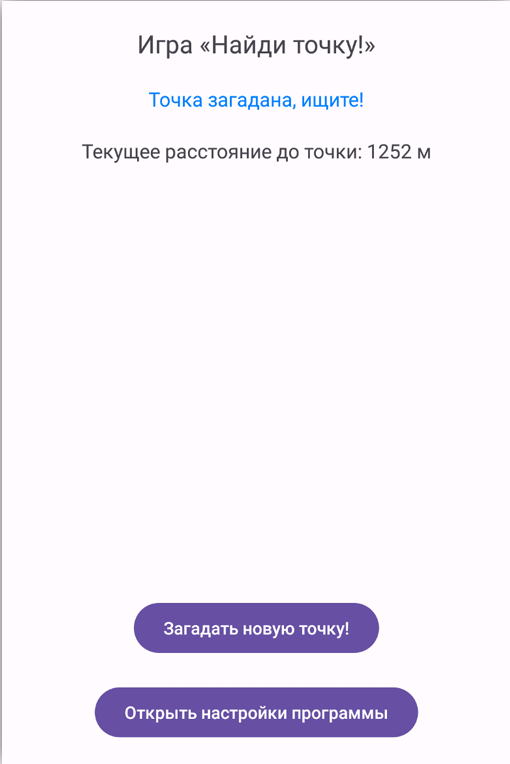 Игра «Найди точку!»
Точка загадана, ищите!
Текущее расстояние до точки: 1252 м
Загадать новую точку!
Открыть настройки программы